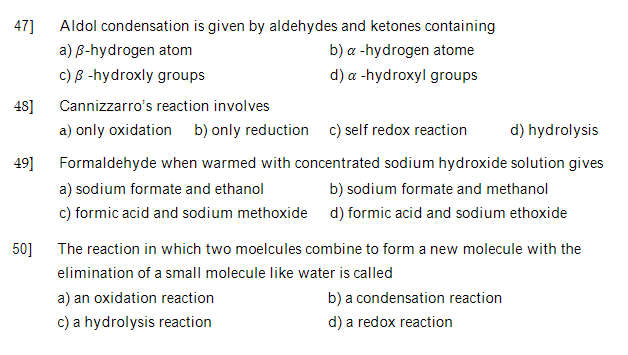 47] Aldol condensation is given by aldehydes and ketones containing
a) β-hydrogen atom b) α -hydrogen atome
c) β -hydroxly groups d) α -hydroxyl groups
48] Cannizzarro's reaction involves
a) only oxidation b) only reduction c) self redox reaction d) hydrolysis
49] Formaldehyde when warmed with concentrated sodium hydroxide solution gives
a) sodium formate and ethanol b) sodium formate and methanol
c) formic acid and sodium methoxide d) formic acid and sodium ethoxide
50] The reaction in which two moelcules combine to form a new molecule with the
elimination of a small molecule like water is called
a) an oxidation reaction b) a condensation reaction
c) a hydrolysis reaction d) a redox reaction